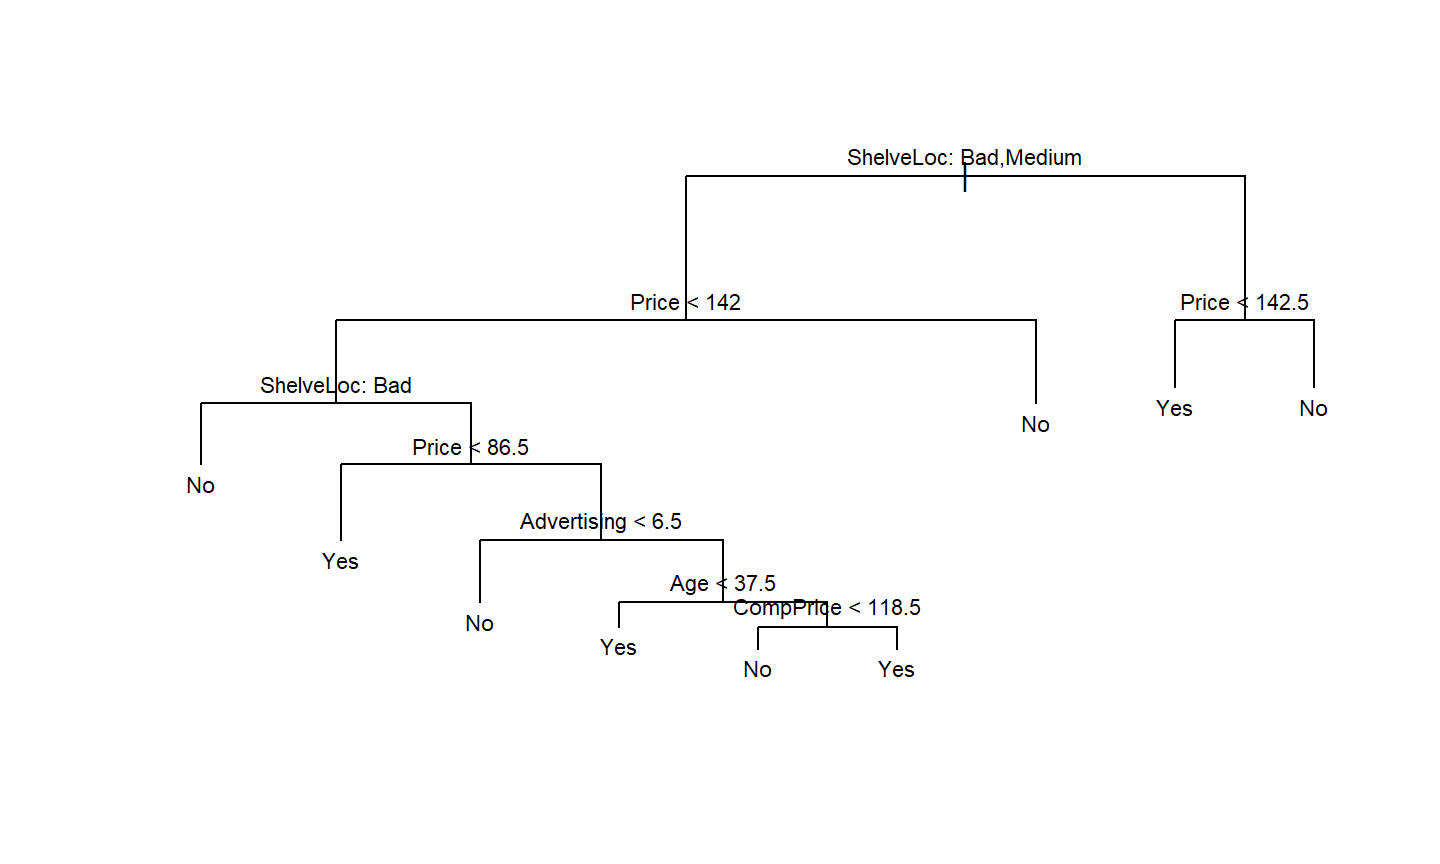 ShelveLoc: Bad,Medium
Price < 142
Price < 142.5
ShelveLoc: Bad
Yes
No
No
Price < 86.5
No
Advertising < 6.5
Yes
Age < 37.5
CompPrice < 118.5
No
Yes
No
Yes